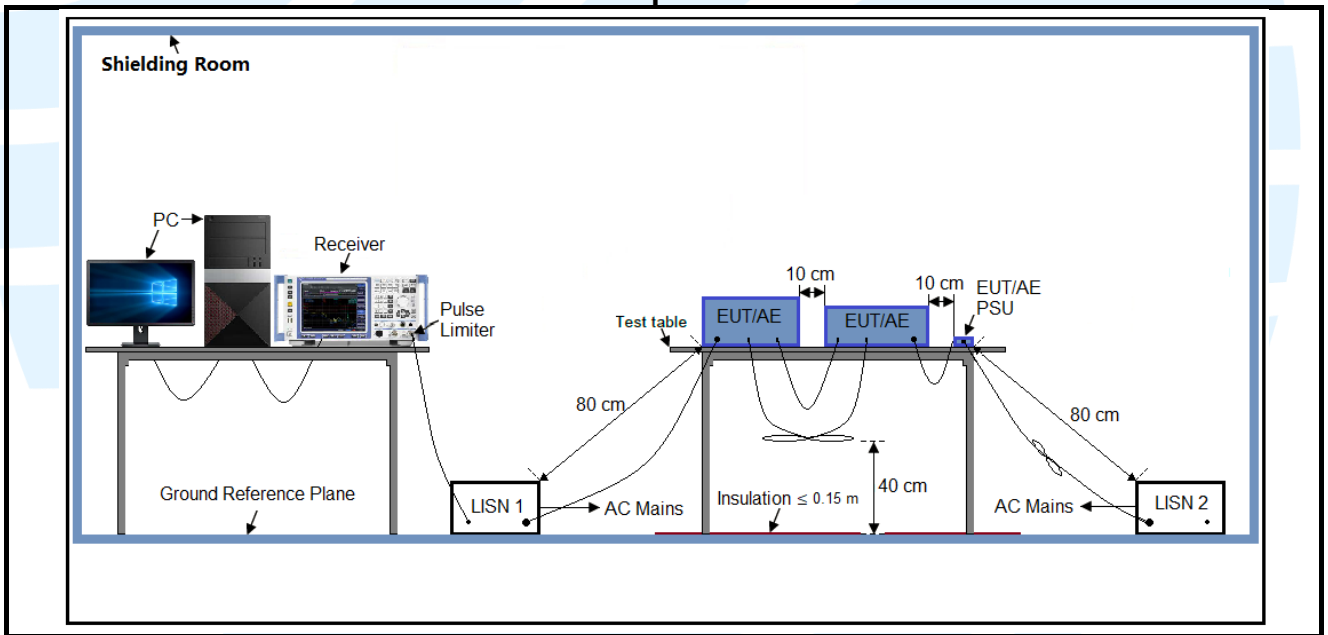 Shielding Room
PC
Receiver
Pulse
Limiter
10 cm
10 cm
EUT/AE
PSU
Test table
EUT/AE
EUT/AE
80 cm
80 cm
40 cm
Ground Reference Plane
LISN 1
AC Mains
Insulation ≤ 0.15 m
AC Mains
LISN 2